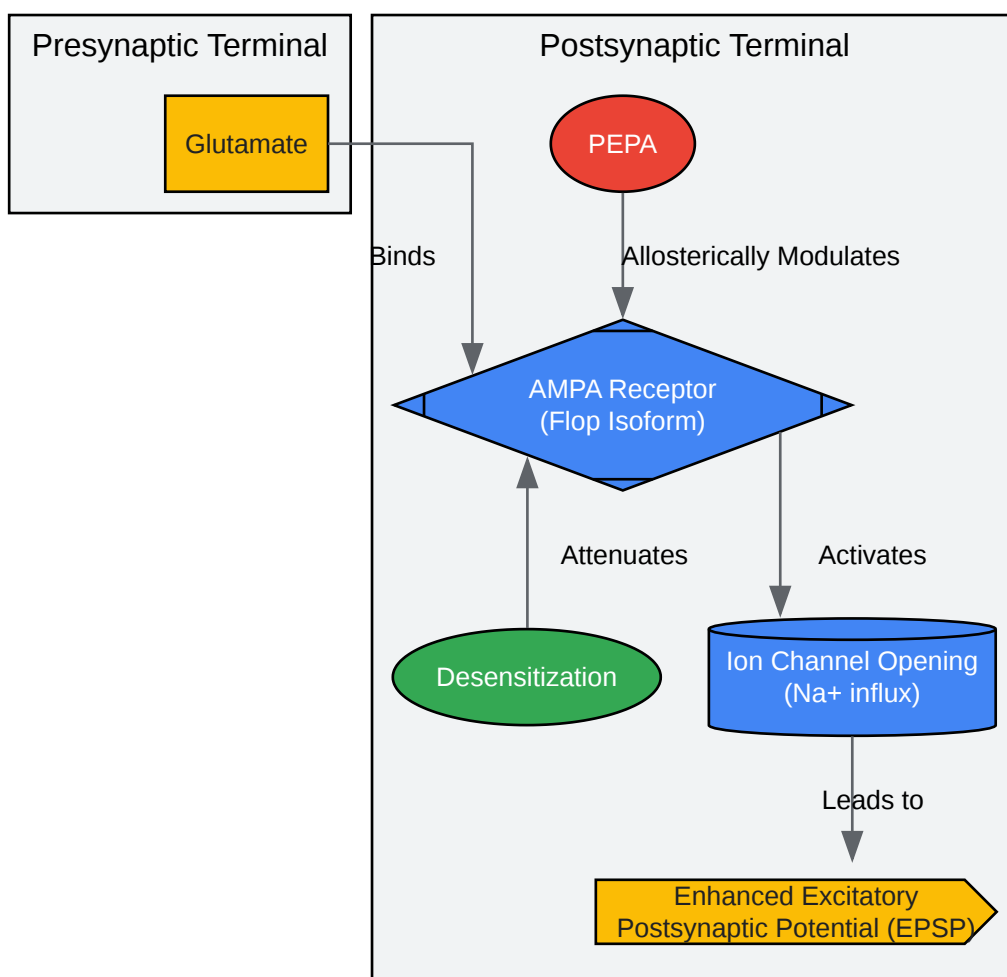 Presynaptic Terminal
Postsynaptic Terminal
Glutamate
PEPA
Binds
Allosterically Modulates
AMPA Receptor
(Flop Isoform)
Attenuates
Activates
Desensitization
Ion Channel Opening
(Na+ influx)
Leads to
Enhanced Excitatory
Postsynaptic Potential (EPSP)